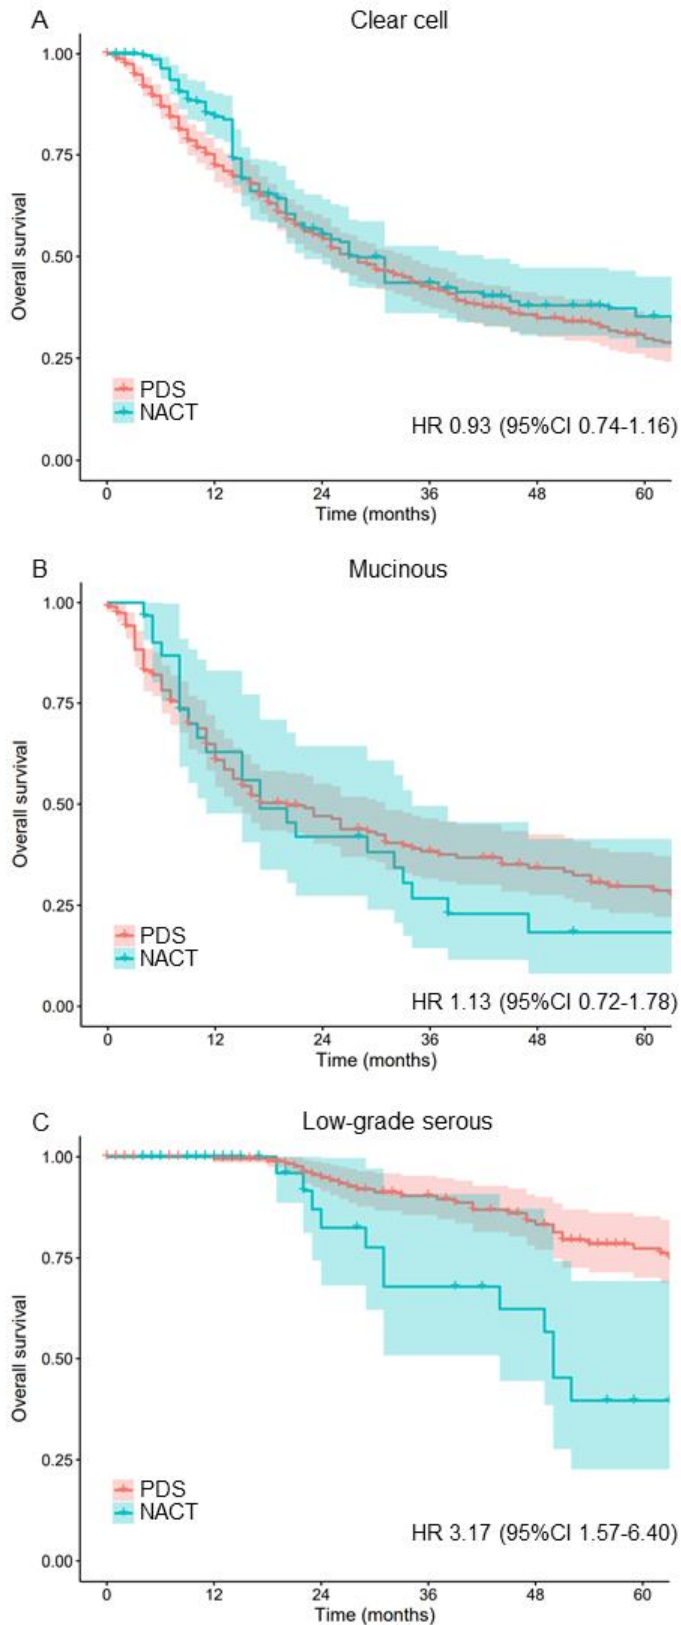 A
Clear cell
1.00
0.75
0.50
0.25
0.00
Overall survival
PDS
NACT
HR 0.93 (95%CI 0.74-1.16)
0 12 24 36 48 60
Time (months)
B
Mucinous
1.00
0.75
0.50
0.25
0.00
Overall survival
PDS
NACT
HR 1.13 (95%CI 0.72-1.78)
0 12 24 36 48 60
Time (months)
C
Low-grade serous
1.00
0.75
0.50
0.25
0.00
Overall survival
PDS
NACT
HR 3.17 (95%CI 1.57-6.40)
0 12 24 36 48 60
Time (months)